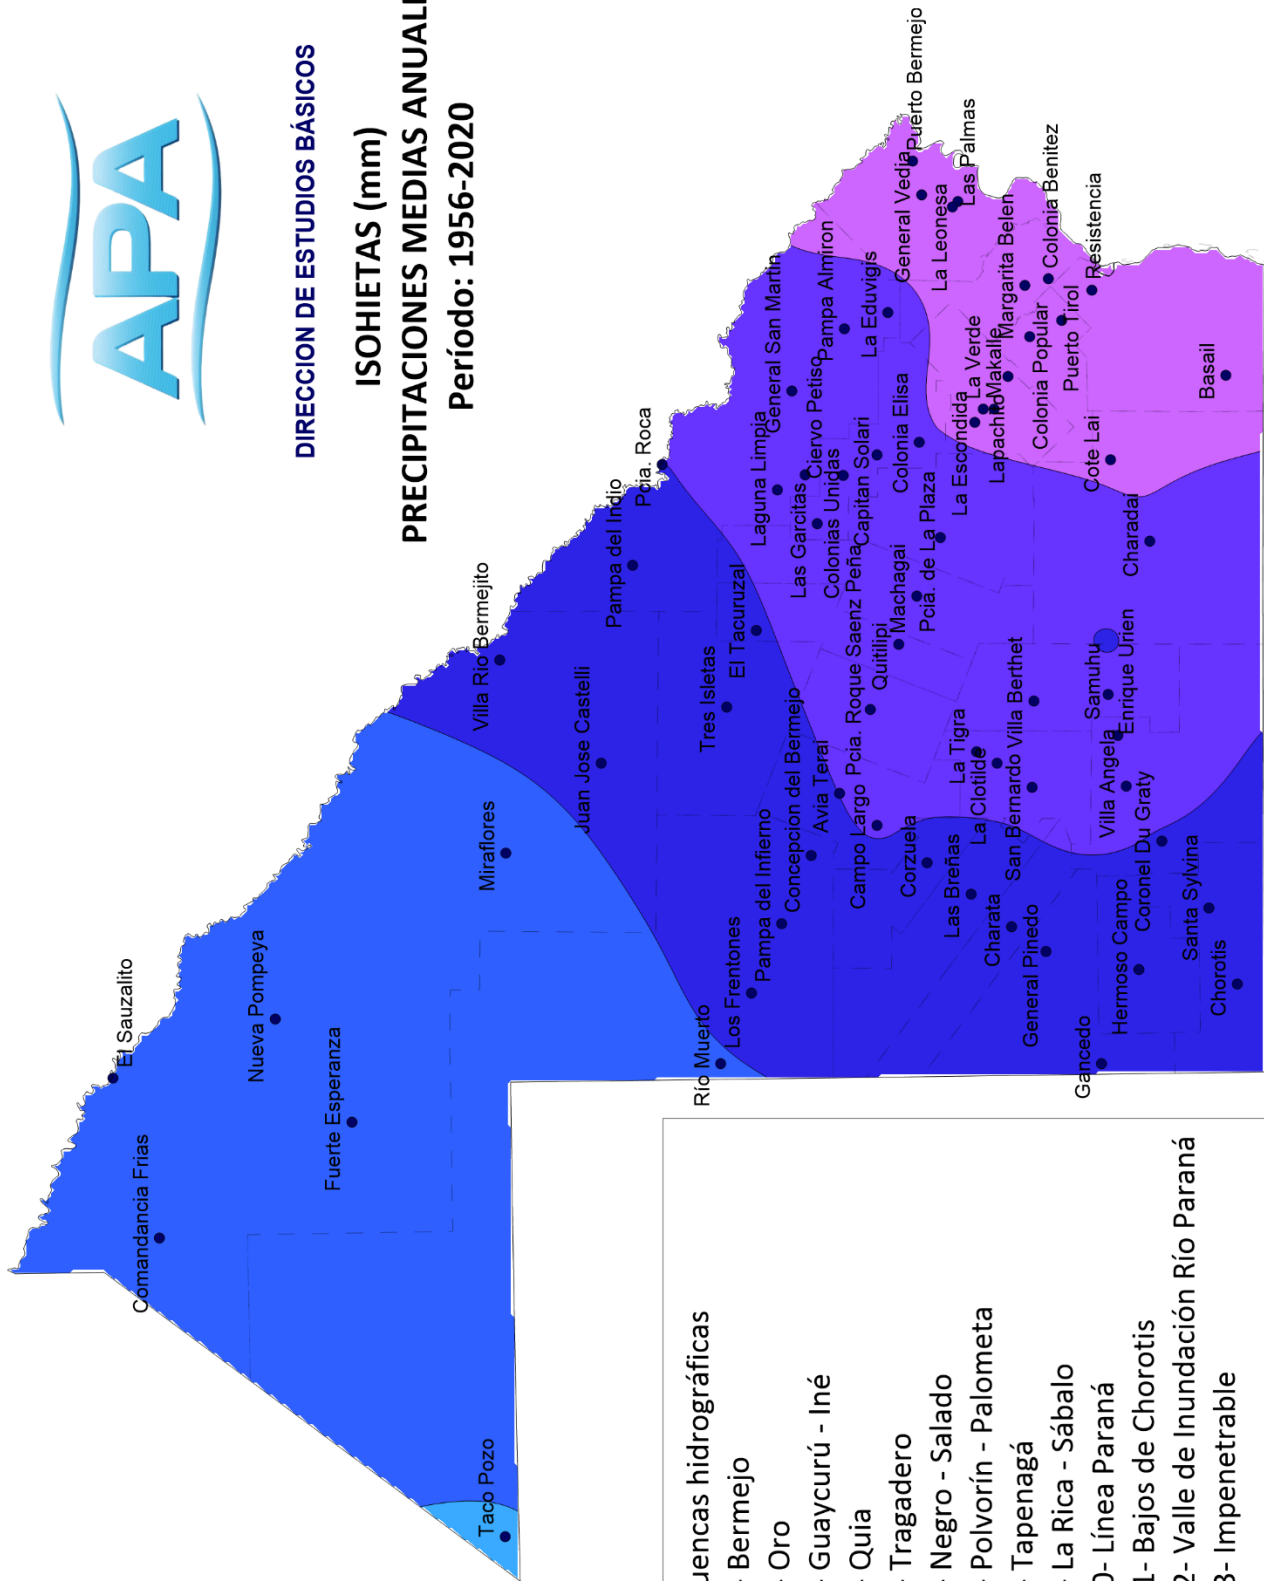 APA
DIRECCION DE ESTUDIOS BÁSICOS
ISOHIETAS (mm)
PRECIPITACIONES MEDIAS
Período: 1956-2020
Comandancia Frias
El Sauzalito
Nueva Pompeya
Fuerte Esperanza
Taco Pozo
Miraflores
Villa Rio Bermejito
Juan Jose Castelli
Pampa del Indio
Pcia. Roca
Río Muerto
Los Frentones
Pampa del Infierno
Concepcion del Bermejo
Tres Isletas
El Tacuruzal
Avia Terai
Campo Largo
Pcia. Roque Saenz Peña
Quitilipi
Machagai
Pcia. de La Plaza
Laguna Limpia
General San Martin
Las Garcitas
Ciervo Petiso
Colonias Unidas
Capitan Solari
Pampa Almiron
La Eduvigis
Colonia Elisa
General Vedia
Puerto Bermejo
La Leonesa
Las Palmas
La Escondida
La Verde
Lapachito
Makalle
Margarita Belen
Colonia Popular
Colonia Benitez
Puerto Tirol
Resistencia
Cote Lai
Charadai
Basail
Corzuela
Las Breñas
La Tigra
La Clotilde
San Bernardo
Villa Berthet
Charata
General Pinedo
Gancedo
Samuhu
Enrique Urien
Villa Angela
Coronel Du Graty
Hermoso Campo
Santa Sylvina
Chorotis
hidrográficas
Bermejo
Oro
Guaycurú - Iné
Quia
Tragadero
Negro - Salado
Polvorín - Palometa
Tapenagá
La Rica - Sábalo
Línea Paraná
Bajos de Chorotis
Valle de Inundación Río Paraná
Impenetrable